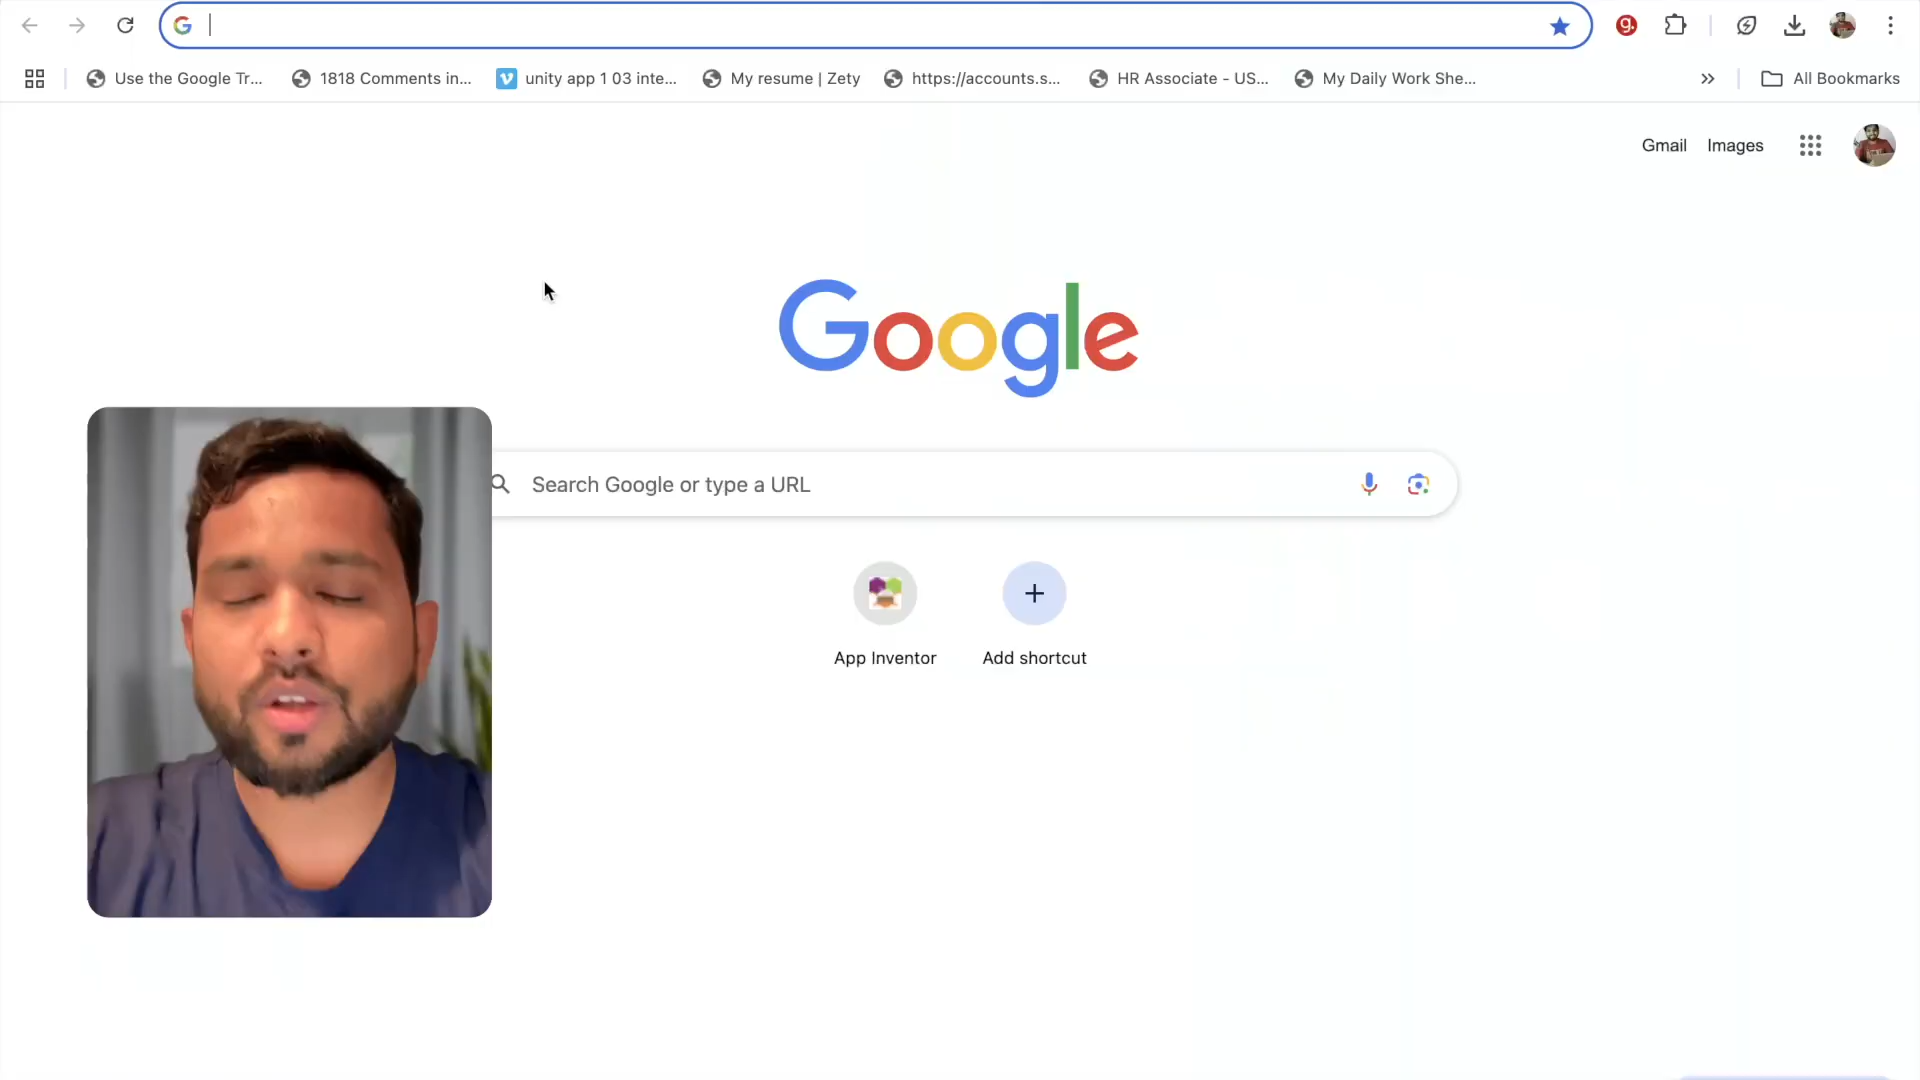 Use the Google Tr...
1818 Comments in...
unity app 1 03 inte...
My resume | Zety
https://accounts.s...
HR Associate - US...
My Daily Work She...
All Bookmarks
Gmail
Images
Google
Search Google or type a URL
App Inventor
Add shortcut